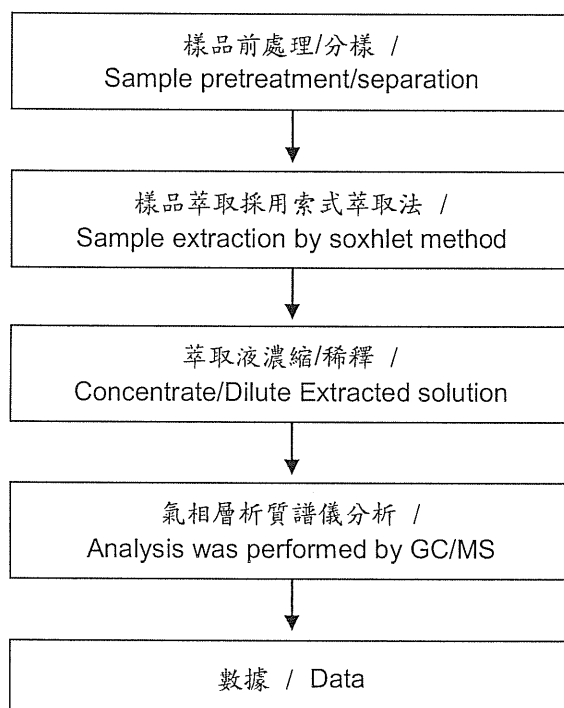 樣品前處理/分樣 /
Sample pretreatment/separation
樣品萃取採用索式萃取法 /
Sample extraction by soxhlet method
萃取液濃縮/稀釋 /
Concentrate/Dilute Extracted solution
氣相層析質譜儀分析 /
Analysis was performed by GC/MS
數據 / Data